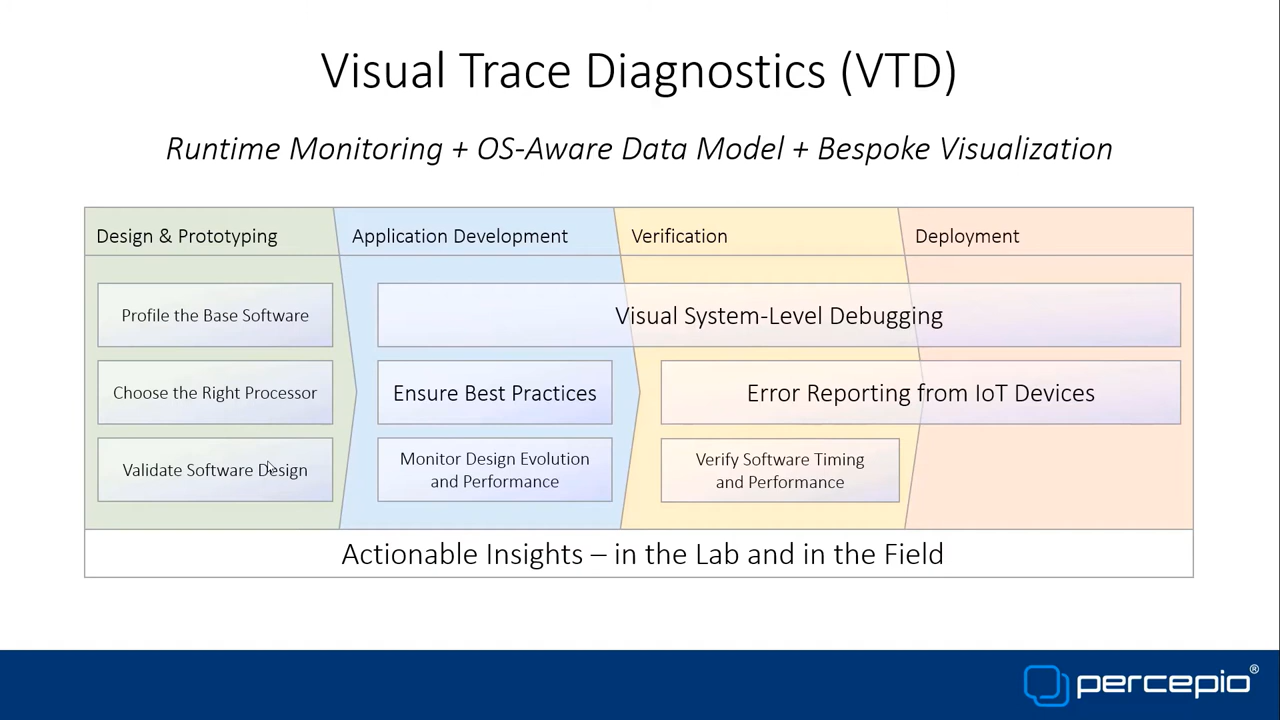 Visual Trace Diagnostics (VTD)
Runtime Monitoring + OS-Aware Data Model + Bespoke Visualization
Design & Prototyping
Application Development
Verification
Deployment
Profile the Base Software
Visual System-Level Debugging
Choose the Right Processor
Ensure Best Practices
Error Reporting from IoT Devices
Validate Software Design
Monitor Design Evolution
and Performance
Verify Software Timing
and Performance
Actionable Insights – in the Lab and in the Field
percepio®